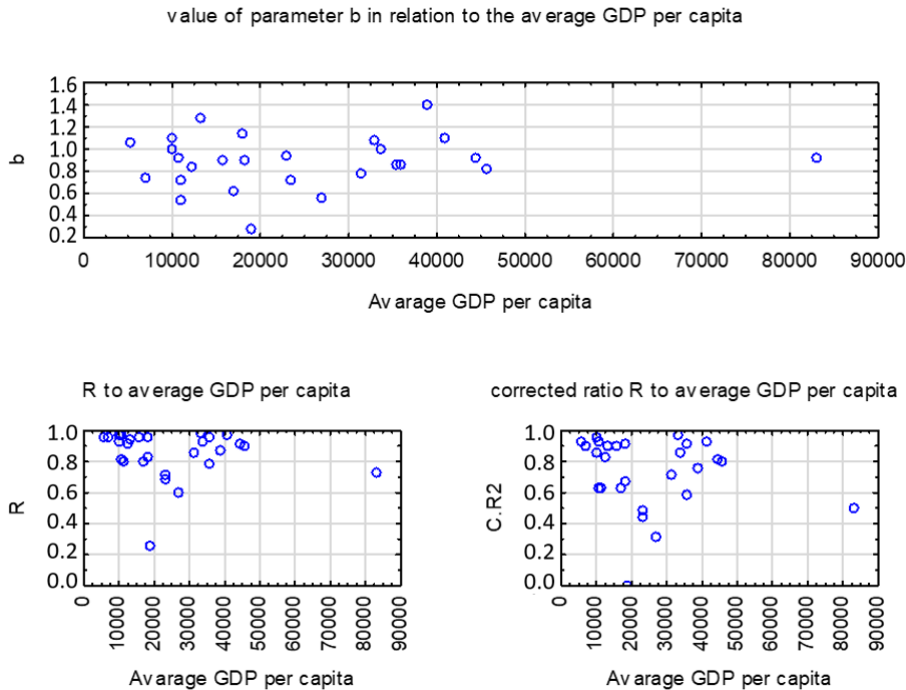 value of parameter b in relation to the average GDP per capita
1.6
1.4
1.2
1.0
0.8
0.6
0.4
0.2
b
0 10000 20000 30000 40000 50000 60000 70000 80000 90000
Avarage GDP per capita
R to average GDP per capita
1.0
0.8
0.6
0.4
0.2
0.0
R
0 10000 20000 30000 40000 50000 60000 70000 80000 90000
Avarage GDP per capita
corrected ratio R to average GDP per capita
1.0
0.8
0.6
0.4
0.2
0.0
C.R2
0 10000 20000 30000 40000 50000 60000 70000 80000 90000
Avarage GDP per capita